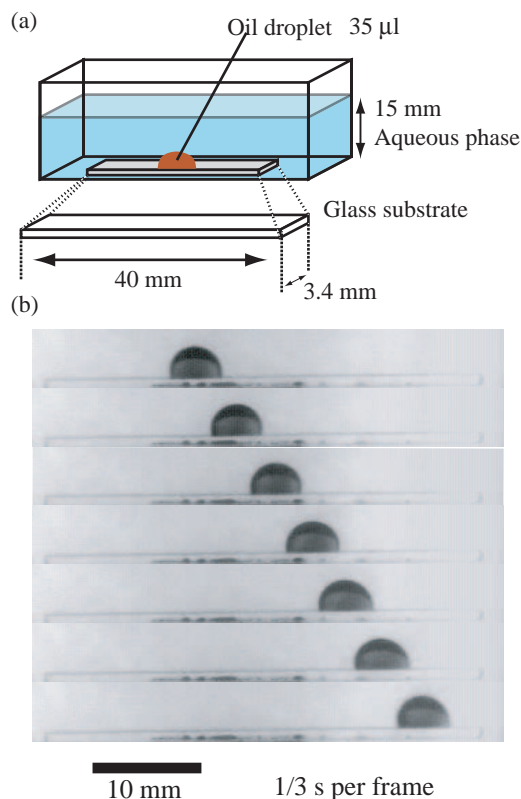 (a)
Oil droplet 35 μl
15 mm
Aqueous phase
Glass substrate
40 mm
3.4 mm
(b)
10 mm 1/3 s per frame